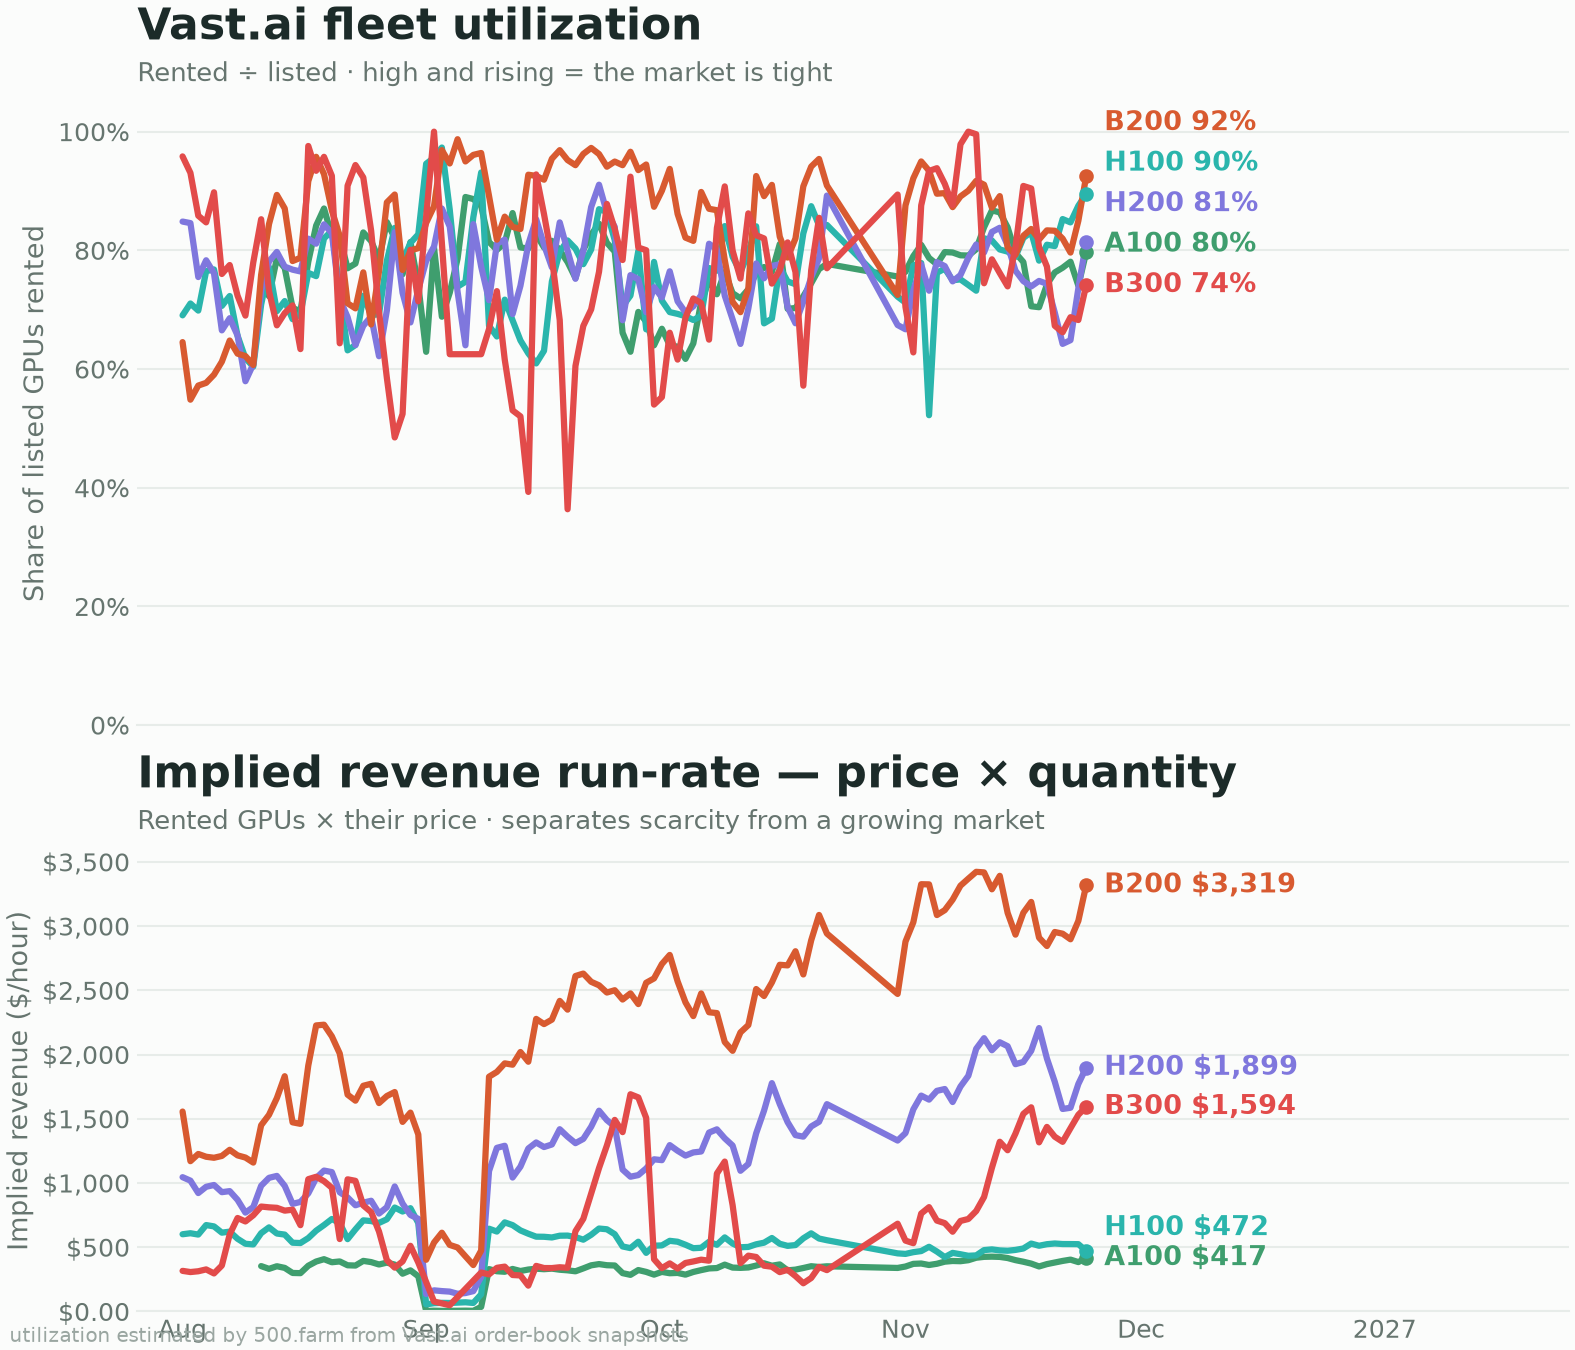 Vast.ai fleet utilization
Rented ÷ listed · high and rising = the market is tight
Share of listed GPUs rented
100%
80%
60%
40%
20%
0%
B200 92%
H100 90%
H200 81%
A100 80%
B300 74%
Implied revenue run-rate — price × quantity
Rented GPUs × their price · separates scarcity from a growing market
Implied revenue ($/hour)
$3,500
$3,000
$2,500
$2,000
$1,500
$1,000
$500
$0.00
B200 $3,319
H200 $1,899
B300 $1,594
H100 $472
A100 $417
Aug Sep Oct Nov Dec 2027
utilization estimated by 500.farm from Vast.ai order-book snapshots